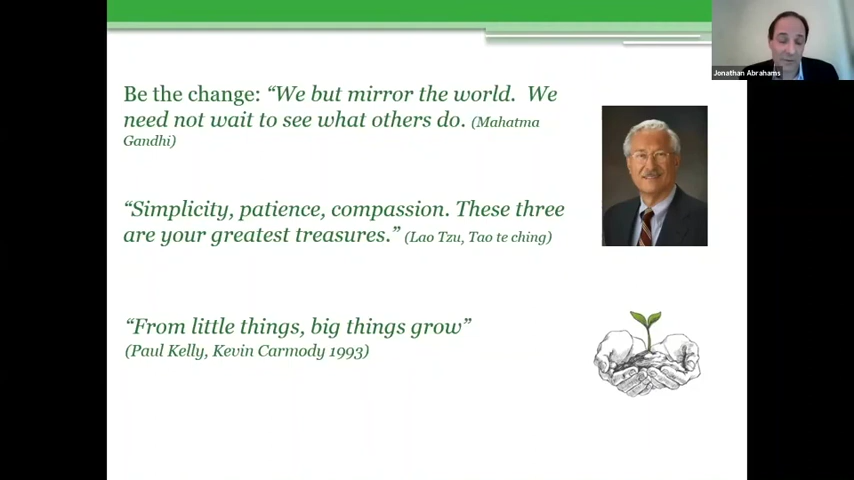 Jonathan Abrahams
Be the change: “We but mirror the world.  We
need not wait to see what others do. (Mahatma
Gandhi)
“Simplicity, patience, compassion. These three
are your greatest treasures.” (Lao Tzu, Tao te ching)
“From little things, big things grow”
(Paul Kelly, Kevin Carmody 1993)